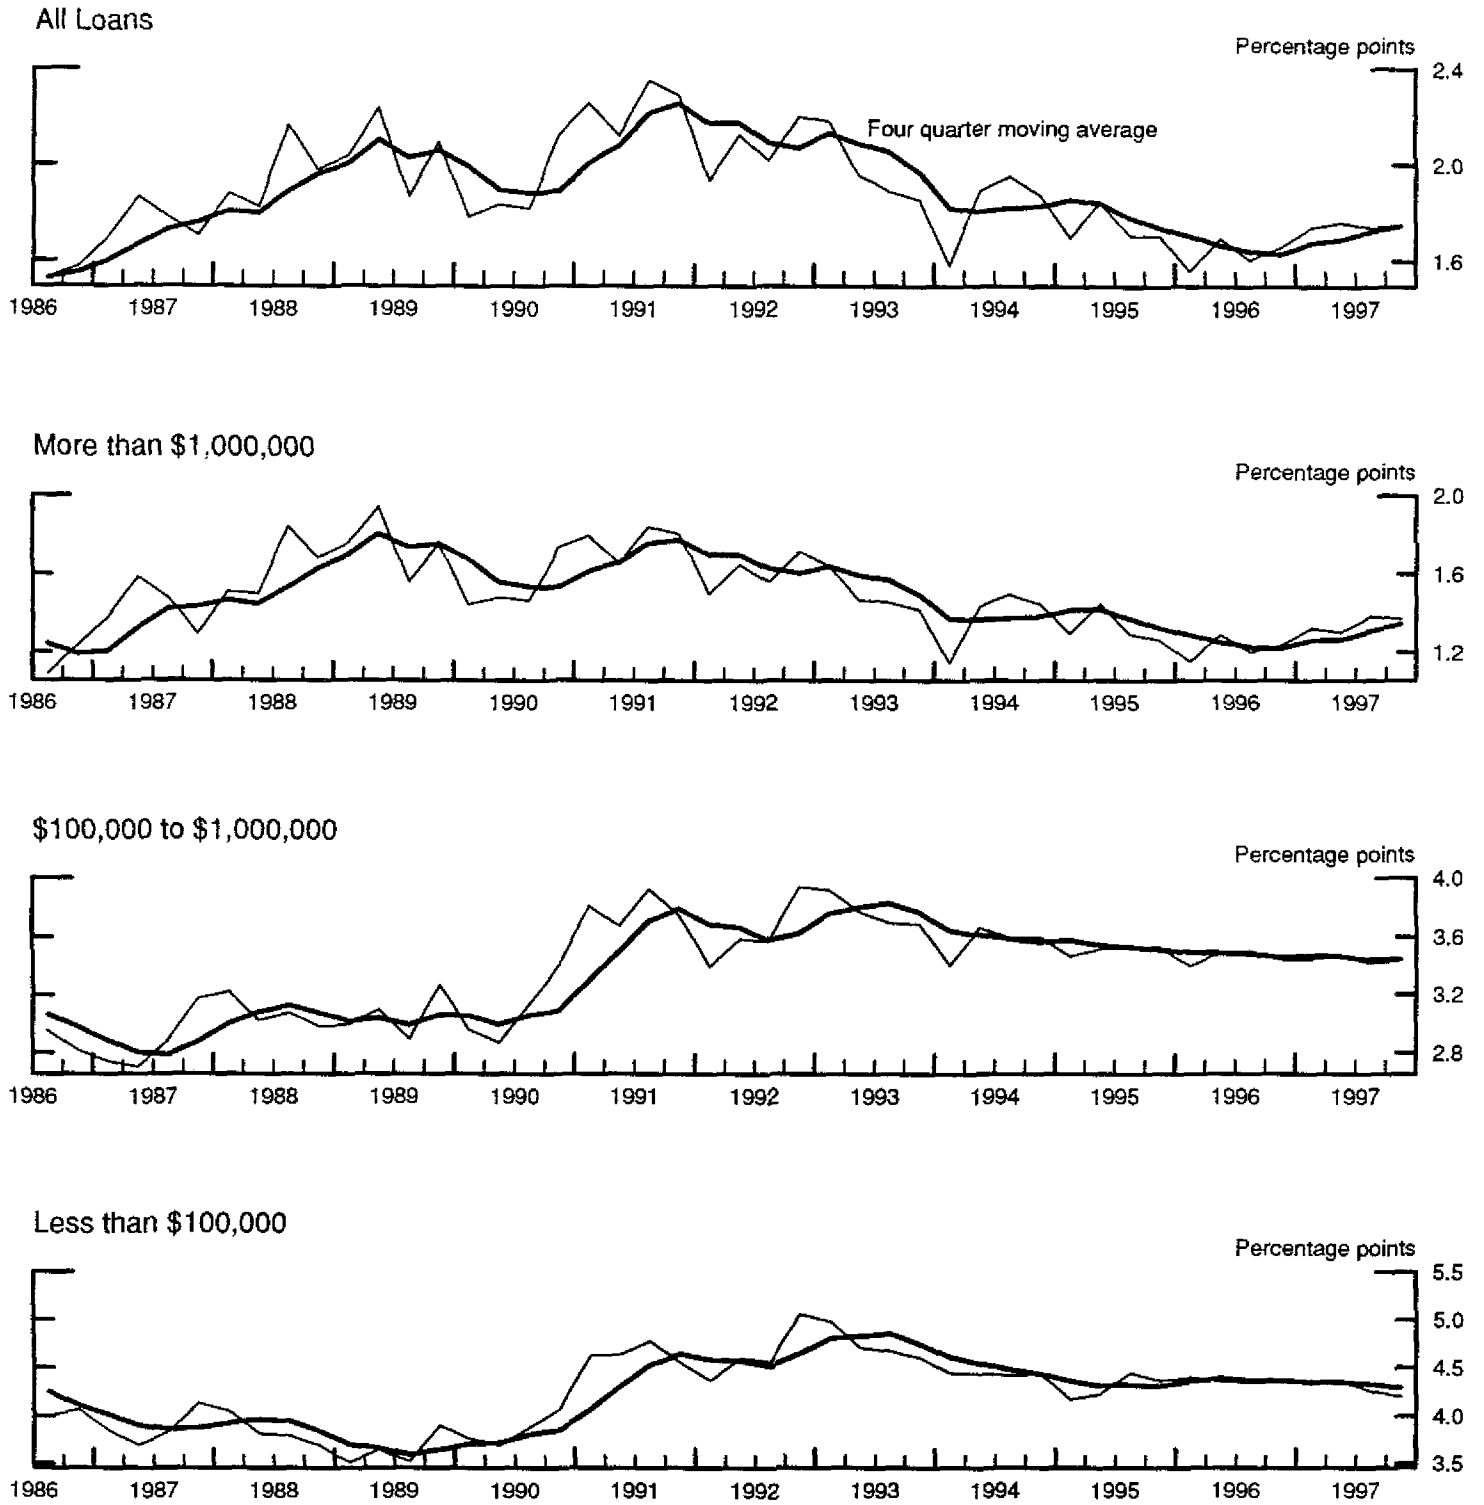 All Loans
Percentage points
2.4
Four quarter moving average
2.0
1.6
1986 1987 1988 1989 1990 1991 1992 1993 1994 1995 1996 1997
More than $1,000,000
Percentage points
2.0
1.6
1.2
1986 1987 1988 1989 1990 1991 1992 1993 1994 1995 1996 1997
$100,000 to $1,000,000
Percentage points
4.0
3.6
3.2
2.8
1986 1987 1988 1989 1990 1991 1992 1993 1994 1995 1996 1997
Less than $100,000
Percentage points
5.5
5.0
4.5
4.0
3.5
1986 1987 1988 1989 1990 1991 1992 1993 1994 1995 1996 1997